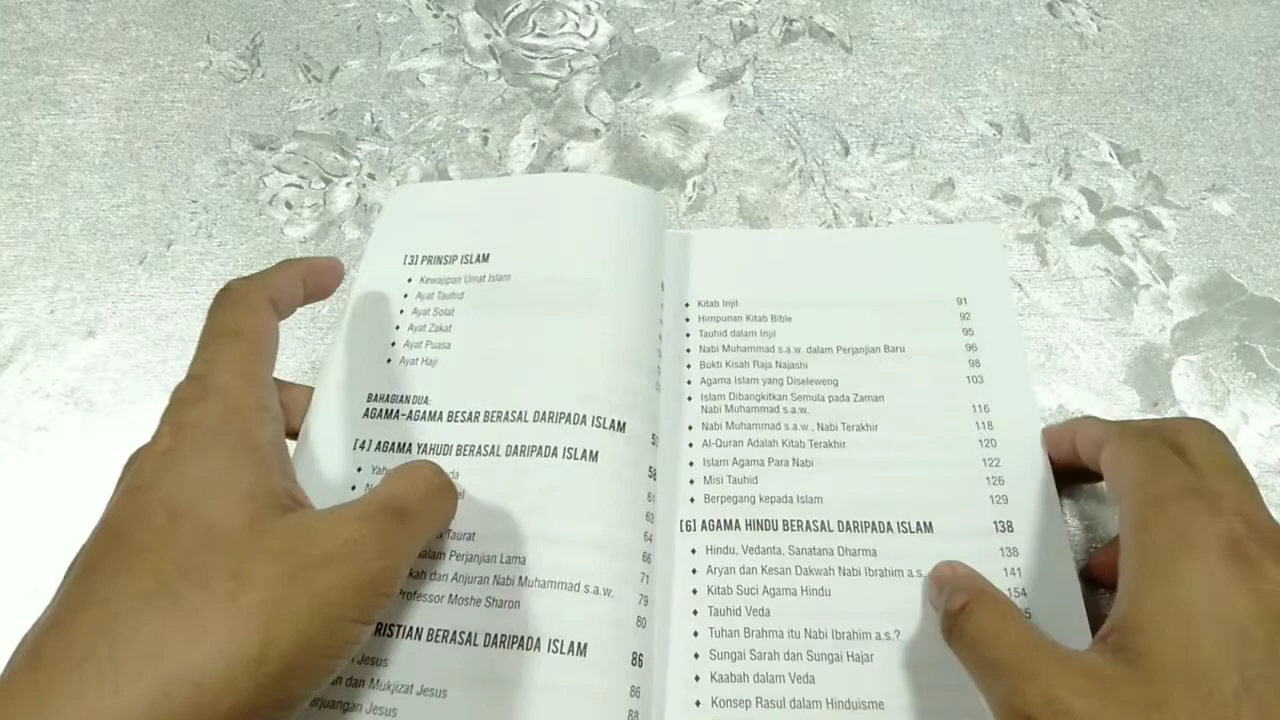 [3] PRINSIP ISLAM
♦ Kewajipan Umat Islam
♦ Ayat Tauhid
♦ Ayat Solat
♦ Ayat Zakat
♦ Ayat Puasa
♦ Ayat Haji
BAHAGIAN DUA:
AGAMA-AGAMA BESAR BERASAL DARIPADA ISLAM
[4] AGAMA YAHUDI BERASAL DARIPADA ISLAM 58
61
63
Taurat 64
dalam Perjanjian Lama 66
dan Anjuran Nabi Muhammad s.a.w. 71
Professor Moshe Sharon 79
80
BERASAL DARIPADA ISLAM 86
Jesus 86
dan Mukjizat Jesus 88
Jesus
♦ Kitab Injil 91
♦ Himpunan Kitab Bible 92
♦ Tauhid dalam Injil 95
♦ Nabi Muhammad s.a.w. dalam Perjanjian Baru 96
♦ Bukti Kisah Raja Najashi 98
♦ Agama Islam yang Diseleweng 103
♦ Islam Dibangkitkan Semula pada Zaman
Nabi Muhammad s.a.w. 116
♦ Nabi Muhammad s.a.w., Nabi Terakhir 118
♦ Al-Quran Adalah Kitab Terakhir 120
♦ Islam Agama Para Nabi 122
♦ Misi Tauhid 126
♦ Berpegang kepada Islam 129
[6] AGAMA HINDU BERASAL DARIPADA ISLAM 138
♦ Hindu, Vedanta, Sanatana Dharma 138
♦ Aryan dan Kesan Dakwah Nabi Ibrahim a.s. 141
♦ Kitab Suci Agama Hindu 154
♦ Tauhid Veda
♦ Tuhan Brahma itu Nabi Ibrahim a.s.?
♦ Sungai Sarah dan Sungai Hajar
♦ Kaabah dalam Veda
♦ Konsep Rasul dalam Hinduisme